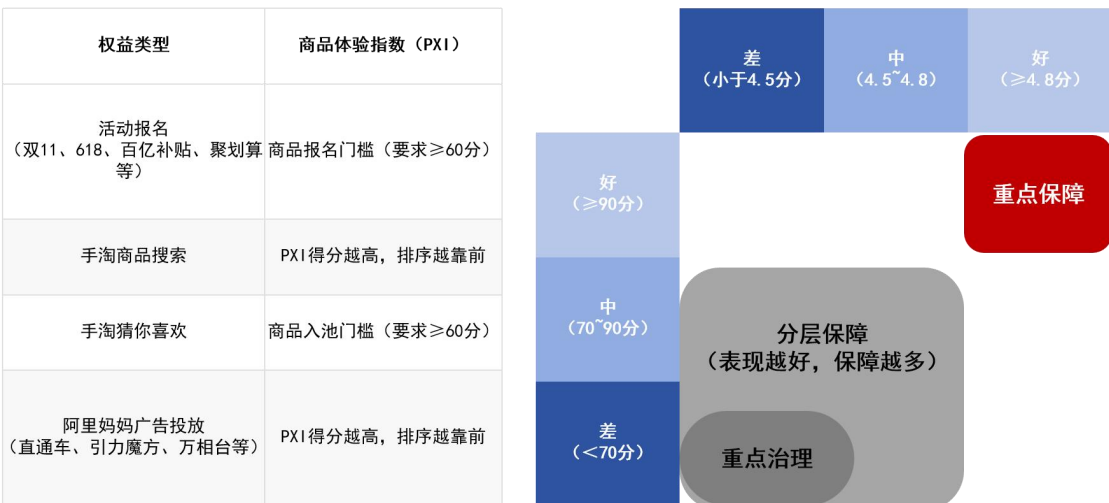 权益类型
商品体验指数（PXI）
活动报名
（双11、618、百亿补贴、聚划算
等）
商品报名门槛（要求≥60分）
手淘商品搜索
PXI得分越高，排序越靠前
手淘猜你喜欢
商品入池门槛（要求≥60分）
阿里妈妈广告投放
（直通车、引力魔方、万相台等）
PXI得分越高，排序越靠前
差
（小于4.5分）
中
（4.5~4.8）
好
（≥4.8分）
好
（≥90分）
重点保障
中
（70~90分）
分层保障
（表现越好，保障越多）
差
（<70分）
重点治理